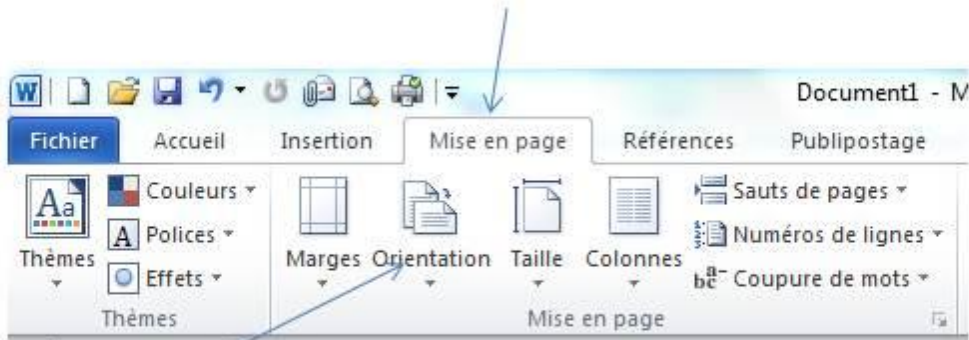 Document1 - M
Fichier Accueil Insertion Mise en page Références Publipostage
Aa Thèmes
Couleurs
A Polices
Effets
Thèmes
Marges Orientation Taille Colonnes
Sauts de pages
Numéros de lignes
Coupure de mots
Mise en page